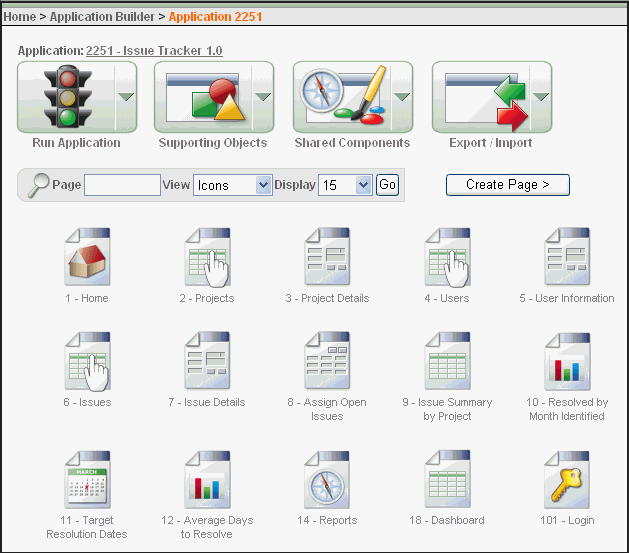 Home > Application Builder > Application 2251
Application: 2251 - Issue Tracker 1.0
Run Application
Supporting Objects
Shared Components
Export / Import
Page
View
Icons
Display
15
Go
Create Page >
1 - Home
2 - Projects
3 - Project Details
4 - Users
5 - User Information
6 - Issues
7 - Issue Details
8 - Assign Open
Issues
9 - Issue Summary
by Project
10 - Resolved by
Month Identified
MARCH
11 - Target
Resolution Dates
12 - Average Days
to Resolve
14 - Reports
18 - Dashboard
101 - Login